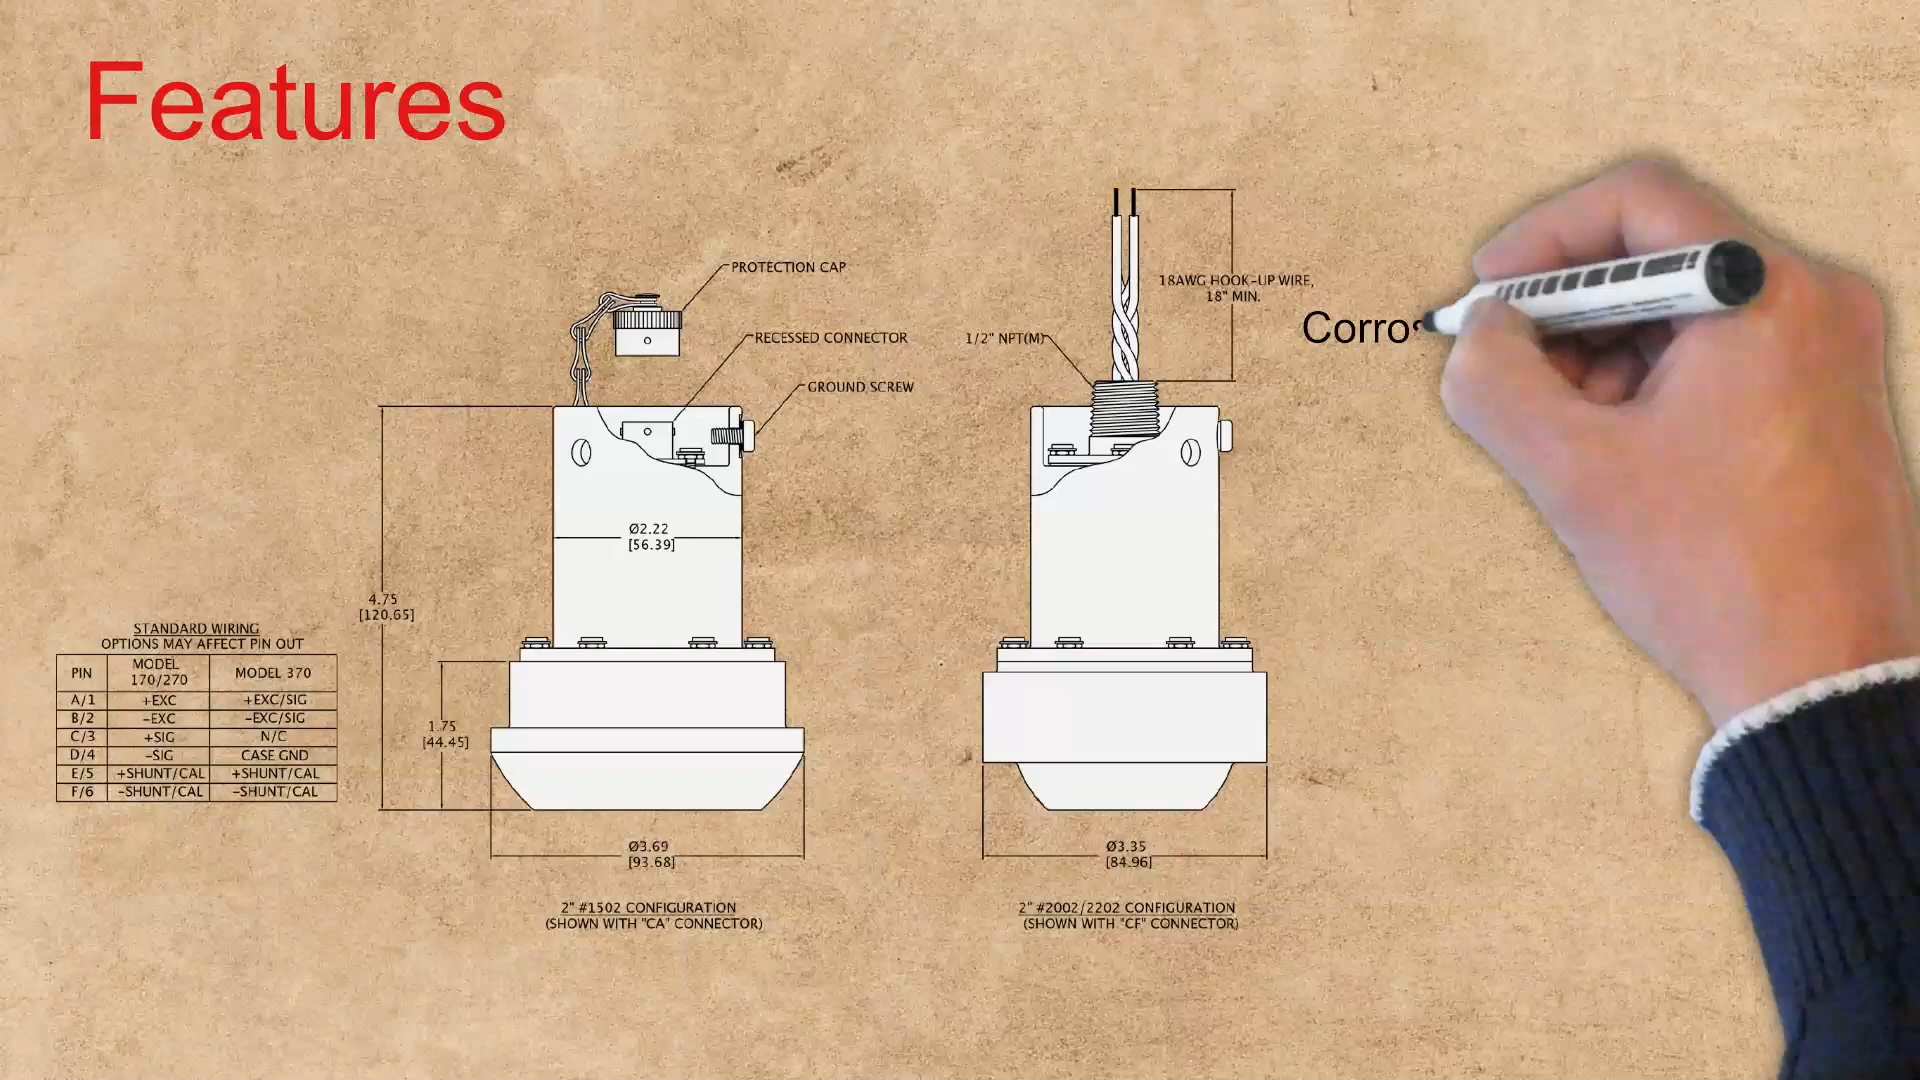 Features
PROTECTION CAP
RECESSED CONNECTOR
GROUND SCREW
18AWG HOOK-UP WIRE,
18" MIN.
1/2" NPT(M)
Corros
Ø2.22
[56.39]
4.75
[120.65]
1.75
[44.45]
STANDARD WIRING
OPTIONS MAY AFFECT PIN OUT
PIN MODEL 170/270 MODEL 370
A/1 +EXC +EXC/SIG
B/2 –EXC –EXC/SIG
C/3 +SIG N/C
D/4 –SIG CASE GND
E/5 +SHUNT/CAL +SHUNT/CAL
F/6 –SHUNT/CAL –SHUNT/CAL
Ø3.69
[93.68]
Ø3.35
[84.96]
2" #1502 CONFIGURATION
(SHOWN WITH "CA" CONNECTOR)
2" #2002/2202 CONFIGURATION
(SHOWN WITH "CF" CONNECTOR)